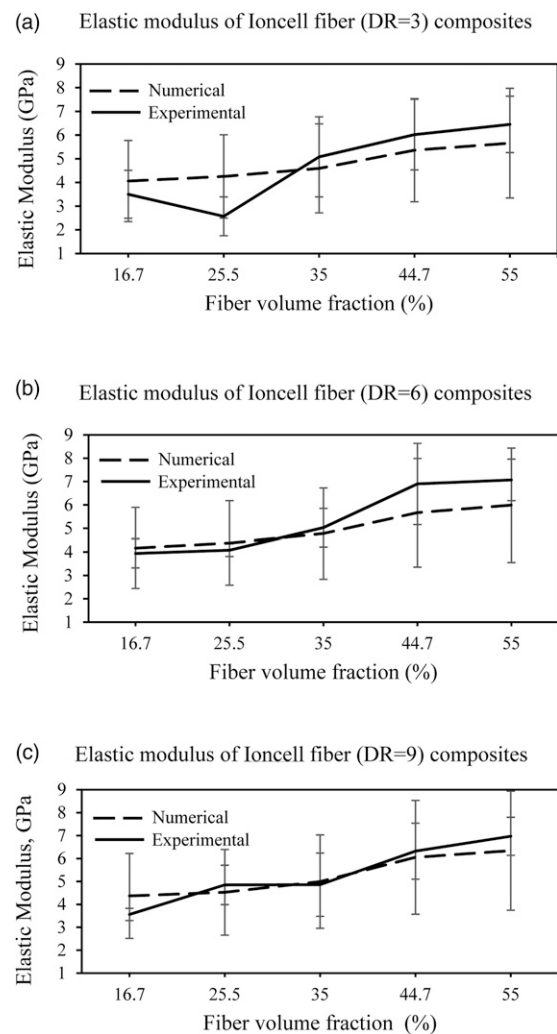 (a) Elastic modulus of Ioncell fiber (DR=3) composites
Elastic Modulus (GPa)
9
8
7
6
5
4
3
2
1
Numerical
Experimental
16.7 25.5 35 44.7 55
Fiber volume fraction (%)
(b) Elastic modulus of Ioncell fiber (DR=6) composites
Elastic Modulus (GPa)
9
8
7
6
5
4
3
2
1
Numerical
Experimental
16.7 25.5 35 44.7 55
Fiber volume fraction (%)
(c) Elastic modulus of Ioncell fiber (DR=9) composites
Elastic Modulus, GPa
9
8
7
6
5
4
3
2
1
Numerical
Experimental
16.7 25.5 35 44.7 55
Fiber volume fraction (%)